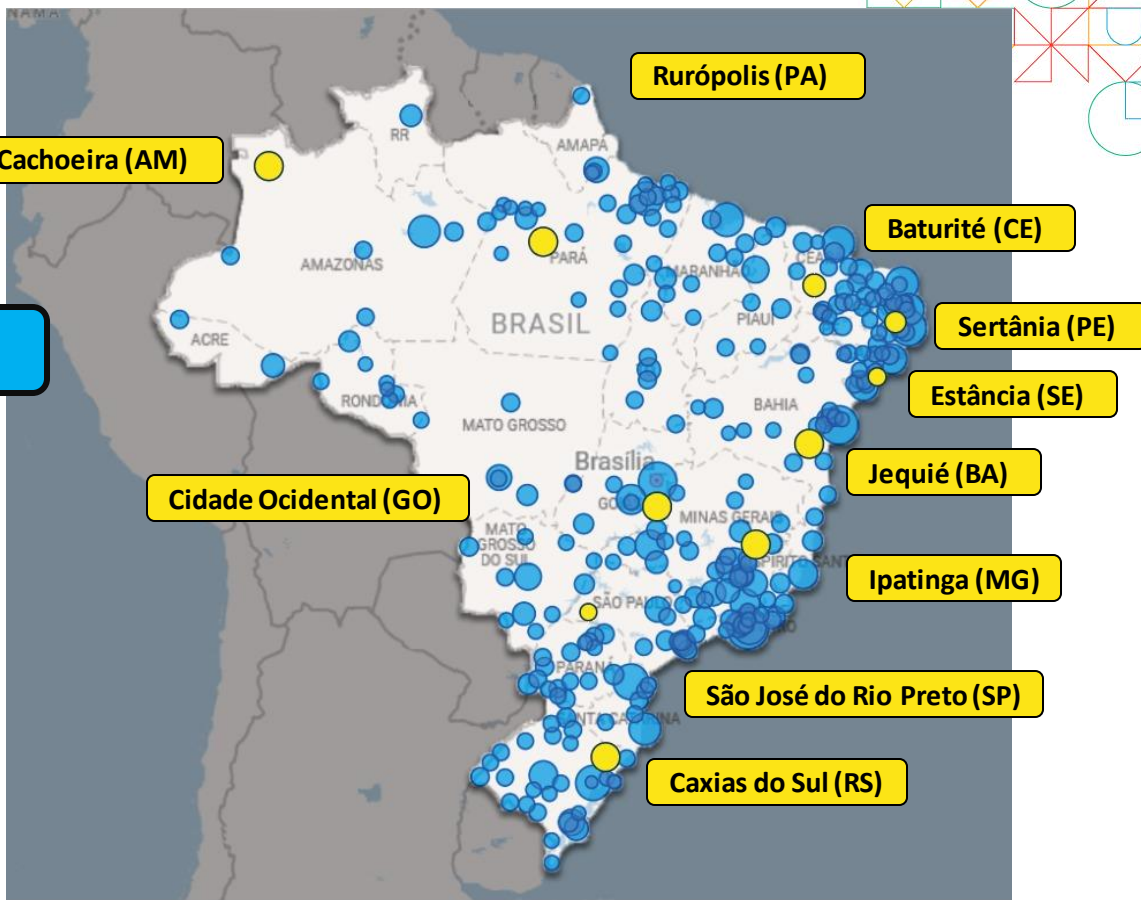 Rurópolis (PA)
RR
AMAPÁ
Cachoeira (AM)
Baturité (CE)
AMAZONAS
PARÁ
MARANHÃO
BRASIL
PIAUÍ
Sertânia (PE)
ACRE
Estância (SE)
RONDÔNIA
BAHIA
MATO GROSSO
Brasília
Jequié (BA)
Cidade Ocidental (GO)
MINAS GERAIS
MATO
GROSSO
DO SUL
ESPÍRITO SANTO
Ipatinga (MG)
SÃO PAULO
PARANÁ
São José do Rio Preto (SP)
SANTA CATARINA
Caxias do Sul (RS)